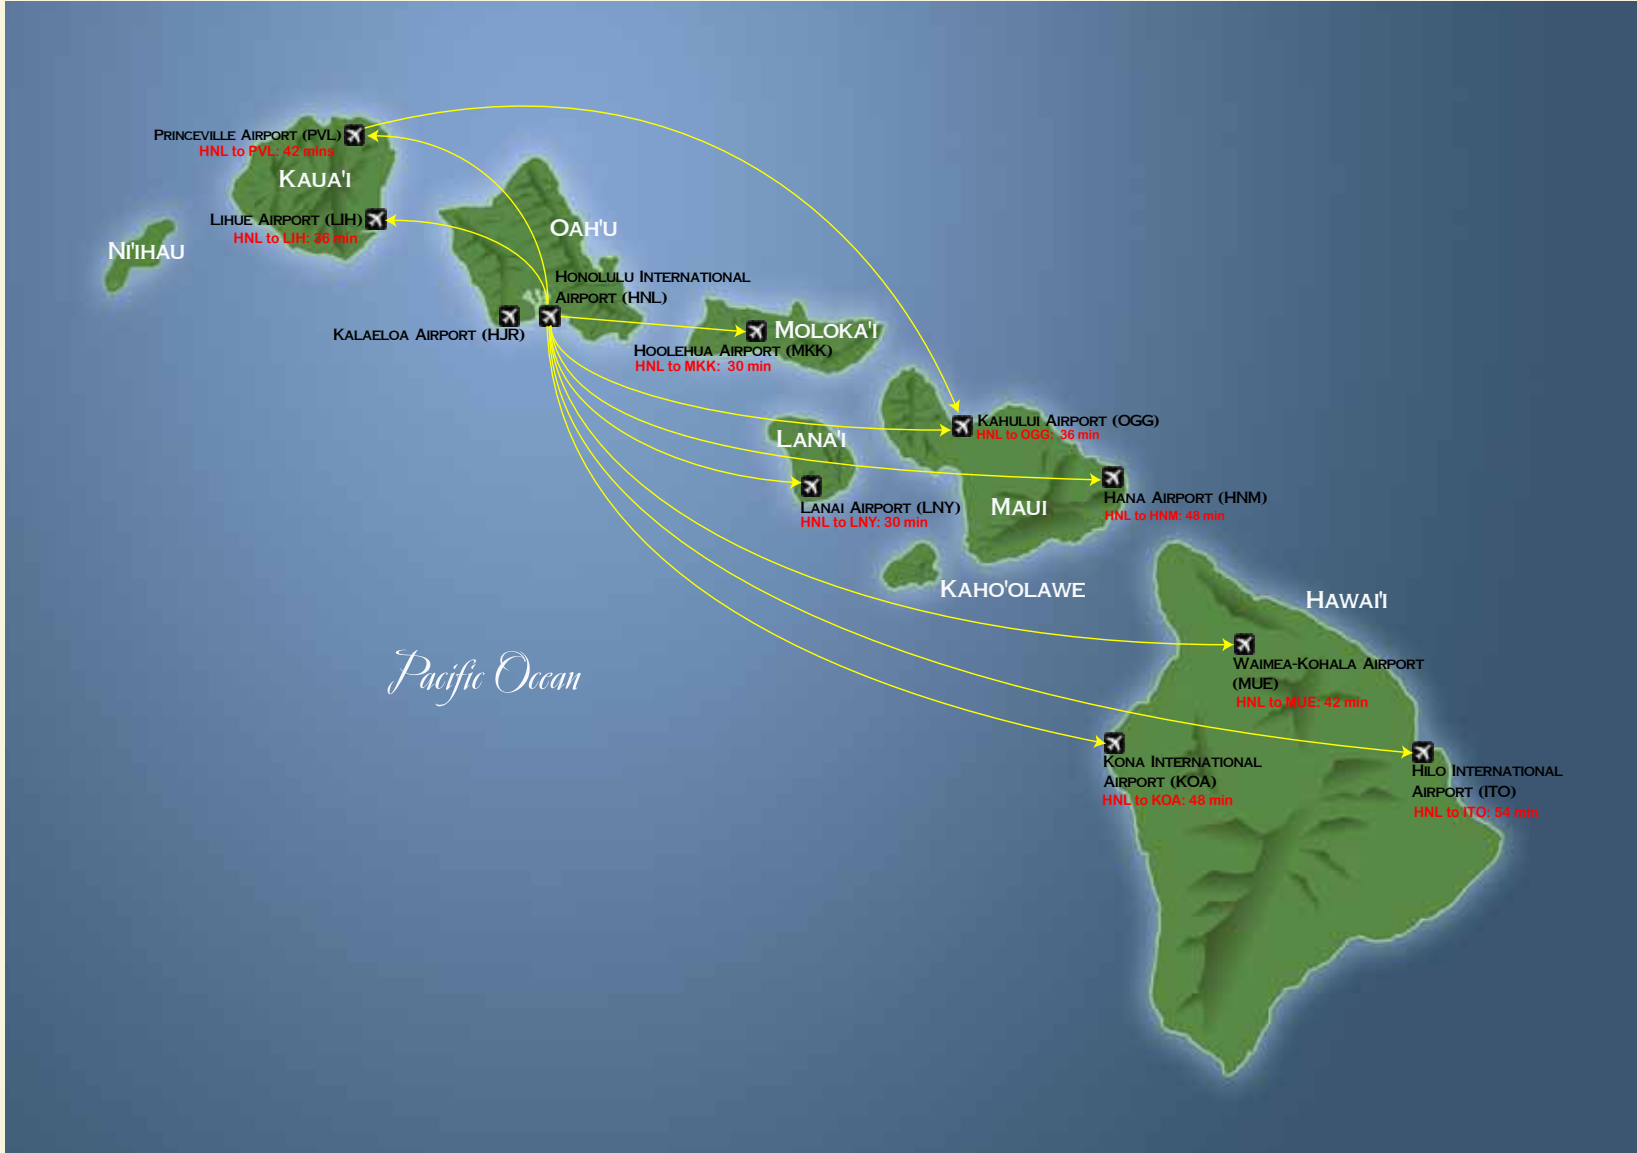 Princeville Airport (PVL)
HNL to PVL: 42 mins
Kaua'i
Lihue Airport (LIH)
HNL to LIH: 36 min
Ni'ihau
Oah'u
Honolulu International
Airport (HNL)
Kalaeloa Airport (HJR)
Moloka'i
Hoolehua Airport (MKK)
HNL to MKK:  30 min
Kahului Airport (OGG)
HNL to OGG:  36 min
Lana'i
Lanai Airport (LNY)
HNL to LNY: 30 min
Maui
Hana Airport (HNM)
HNL to HNM: 48 min
Kaho'olawe
Hawai'i
Waimea-Kohala Airport
(MUE)
HNL to MUE: 42 min
Pacific Ocean
Kona International
Airport (KOA)
HNL to KOA: 48 min
Hilo International
Airport (ITO)
HNL to ITO: 54 min